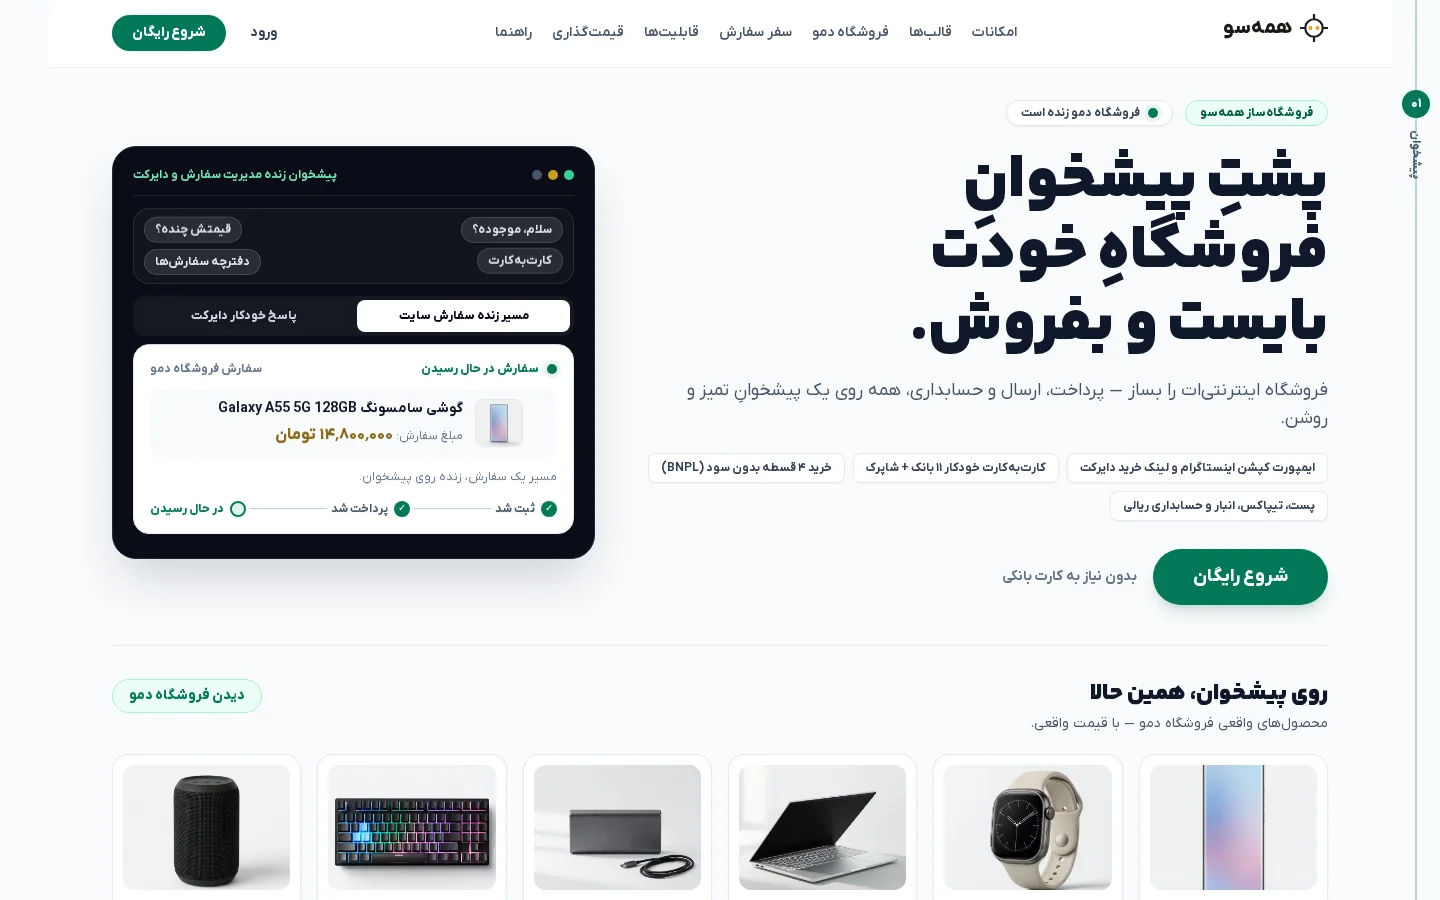 همه‌سو
امکانات
قالب‌ها
فروشگاه دمو
سفر سفارش
قابلیت‌ها
قیمت‌گذاری
راهنما
ورود
شروع رایگان
۰۱
پیشخوان
فروشگاه‌ساز همه‌سو
فروشگاه دمو زنده است
پشتِ پیشخوانِ
فروشگاهِ خودت
بایست و بفروش.
فروشگاه اینترنتی‌ات را بساز — پرداخت، ارسال و حسابداری، همه روی یک پیشخوانِ تمیز و
روشن.
ایمپورت کپشن اینستاگرام و لینک خرید دایرکت
کارت‌به‌کارت خودکار ۱۱ بانک + شاپرک
خرید ۴ قسطه بدون سود (BNPL)
پست، تیپاکس، انبار و حسابداری ریالی
شروع رایگان
بدون نیاز به کارت بانکی
پیشخوان زنده مدیریت سفارش و دایرکت
سلام، موجوده؟
قیمتش چنده؟
کارت‌به‌کارت
دفترچه سفارش‌ها
مسیر زنده سفارش سایت
پاسخ خودکار دایرکت
سفارش در حال رسیدن
سفارش فروشگاه دمو
گوشی سامسونگ Galaxy A55 5G 128GB
مبلغ سفارش: ۱۴٬۸۰۰٬۰۰۰ تومان
مسیر یک سفارش، زنده روی پیشخوان.
ثبت شد
پرداخت شد
در حال رسیدن
روی پیشخوان، همین حالا
محصول‌های واقعی فروشگاه دمو — با قیمت واقعی.
دیدن فروشگاه دمو